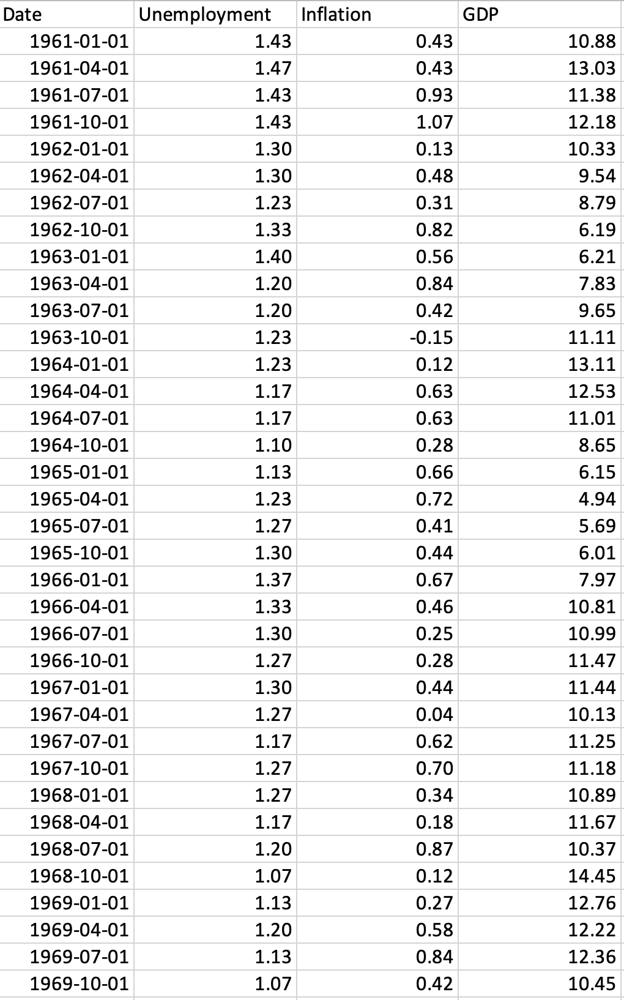 Date Unemployment Inflation GDP
1961-01-01 1.43 0.43 10.88
1961-04-01 1.47 0.43 13.03
1961-07-01 1.43 0.93 11.38
1961-10-01 1.43 1.07 12.18
1962-01-01 1.30 0.13 10.33
1962-04-01 1.30 0.48 9.54
1962-07-01 1.23 0.31 8.79
1962-10-01 1.33 0.82 6.19
1963-01-01 1.40 0.56 6.21
1963-04-01 1.20 0.84 7.83
1963-07-01 1.20 0.42 9.65
1963-10-01 1.23 -0.15 11.11
1964-01-01 1.23 0.12 13.11
1964-04-01 1.17 0.63 12.53
1964-07-01 1.17 0.63 11.01
1964-10-01 1.10 0.28 8.65
1965-01-01 1.13 0.66 6.15
1965-04-01 1.23 0.72 4.94
1965-07-01 1.27 0.41 5.69
1965-10-01 1.30 0.44 6.01
1966-01-01 1.37 0.67 7.97
1966-04-01 1.33 0.46 10.81
1966-07-01 1.30 0.25 10.99
1966-10-01 1.27 0.28 11.47
1967-01-01 1.30 0.44 11.44
1967-04-01 1.27 0.04 10.13
1967-07-01 1.17 0.62 11.25
1967-10-01 1.27 0.70 11.18
1968-01-01 1.27 0.34 10.89
1968-04-01 1.17 0.18 11.67
1968-07-01 1.20 0.87 10.37
1968-10-01 1.07 0.12 14.45
1969-01-01 1.13 0.27 12.76
1969-04-01 1.20 0.58 12.22
1969-07-01 1.13 0.84 12.36
1969-10-01 1.07 0.42 10.45